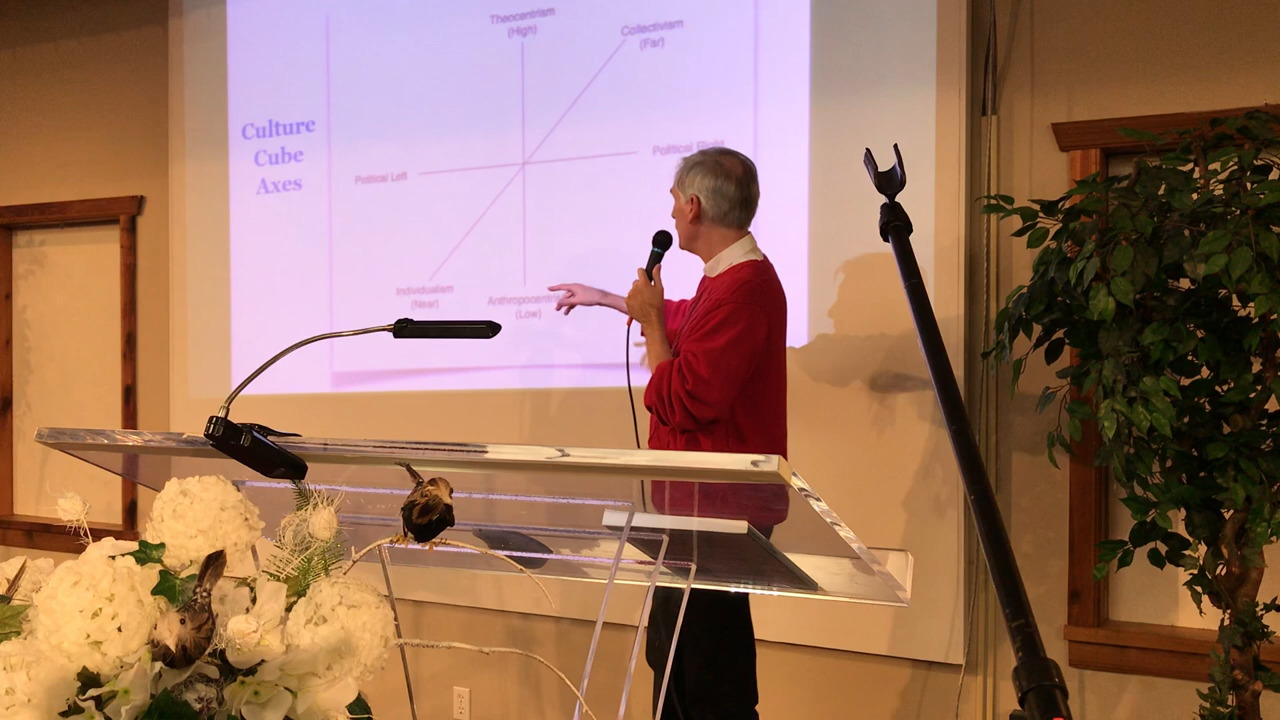 Theocentrism
(High)
Collectivism
(Far)
Culture
Cube
Axes
Political Right
Political Left
Individualism
(Near)
Anthropocentrism
(Low)